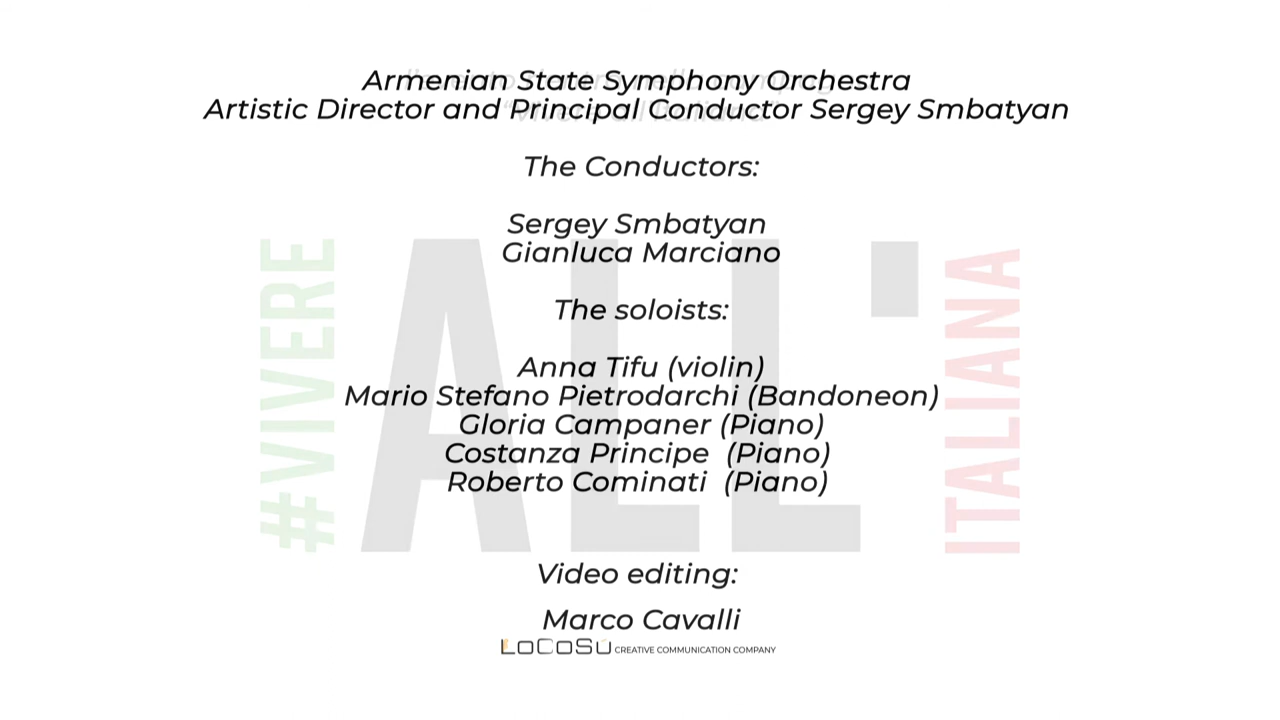 Armenian State Symphony Orchestra
Artistic Director and Principal Conductor Sergey Smbatyan
The Conductors:
Sergey Smbatyan
Gianluca Marciano
The soloists:
Anna Tifu (violin)
Mario Stefano Pietrodarchi (Bandoneon)
Gloria Campaner (Piano)
Costanza Principe (Piano)
Roberto Cominati (Piano)
#VIVERE
ALL'
ITALIANA
Video editing:
Marco Cavalli
LoCoSú CREATIVE COMMUNICATION COMPANY